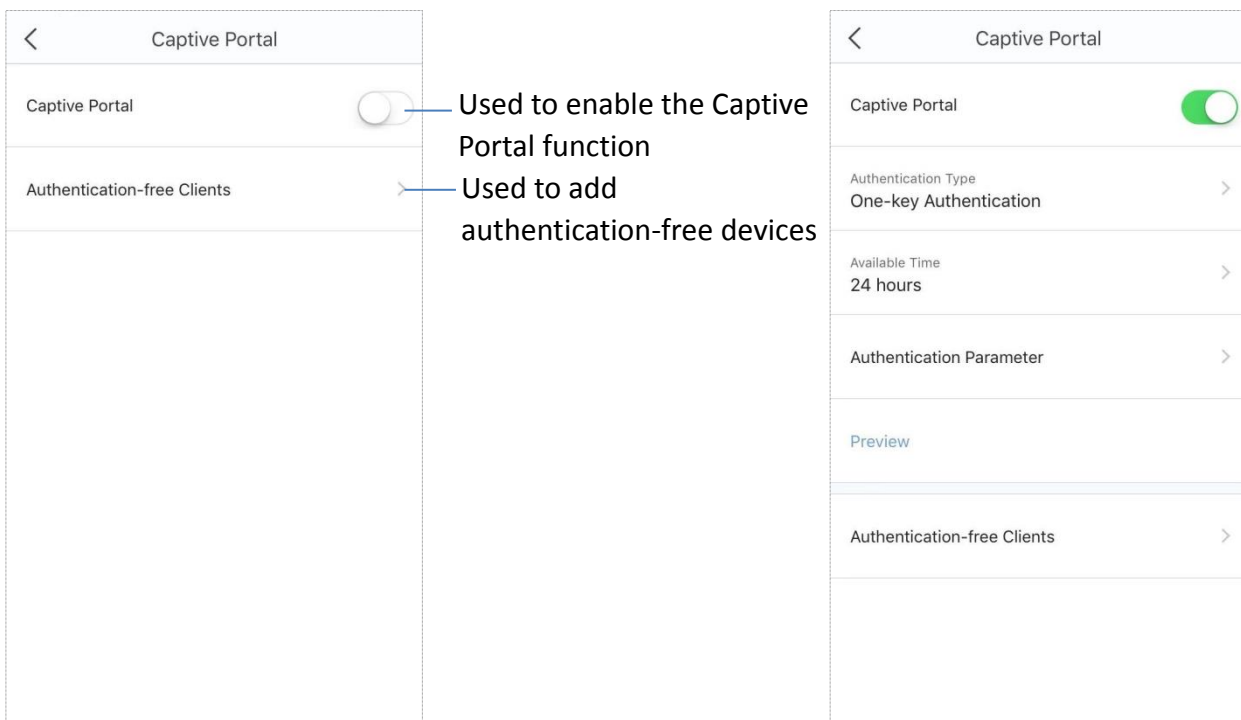 Captive Portal
Captive Portal
Authentication-free Clients
Used to enable the Captive
Portal function
Used to add
authentication-free devices
Captive Portal
Captive Portal
Authentication Type
One-key Authentication
Available Time
24 hours
Authentication Parameter
Preview
Authentication-free Clients